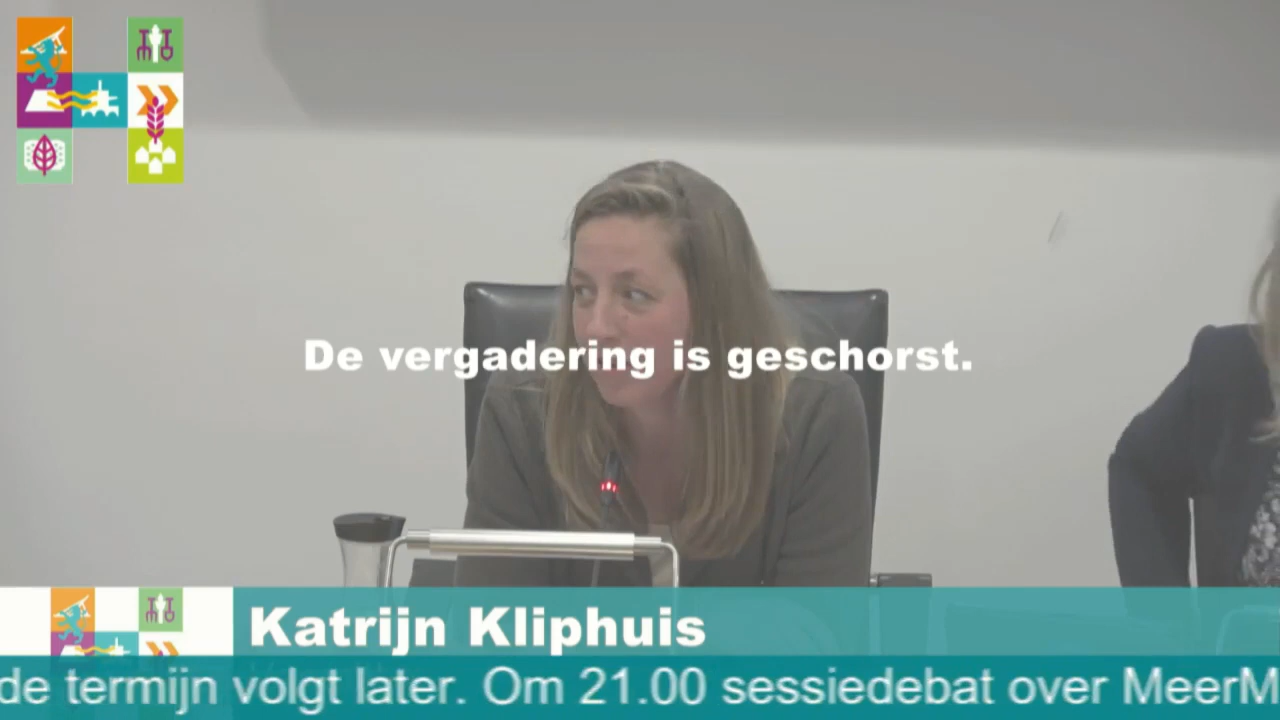 De vergadering is geschorst.
Katrijn Kliphuis
de termijn volgt later. Om 21.00 sessiedebat over MeerM